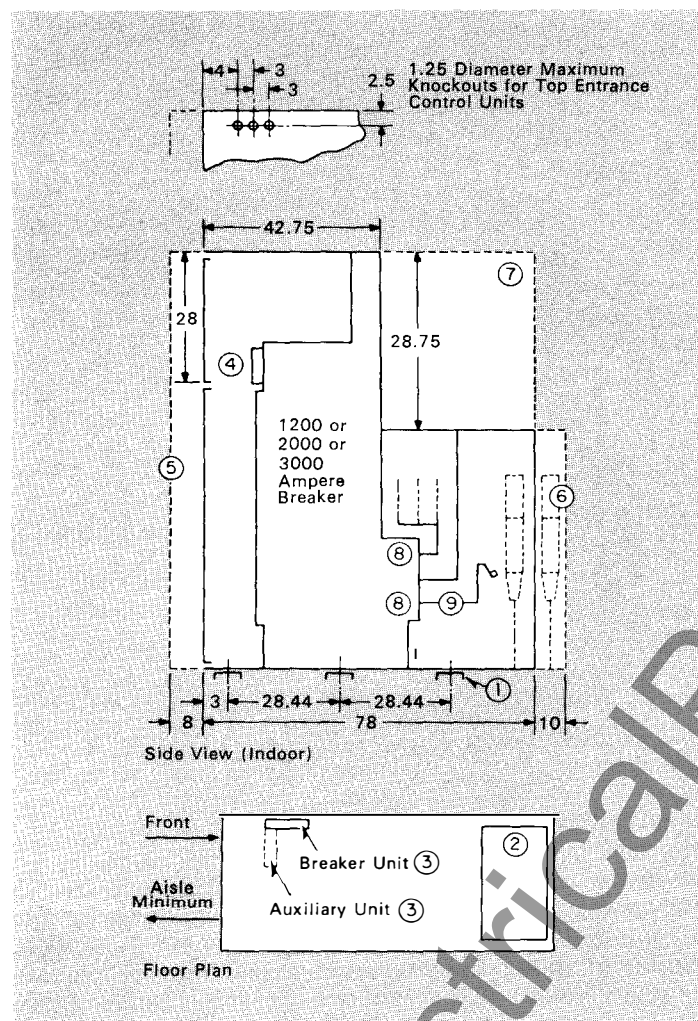 4
3
3
2.5
1.25 Diameter Maximum
Knockouts for Top Entrance
Control Units
42.75
28
28.75
④
⑤
⑥
⑦
1200 or
2000 or
3000
Ampere
Breaker
⑧
⑧
⑨
①
3
28.44
28.44
8
78
10
Side View (Indoor)
Front
Breaker Unit ③
②
Aisle
Minimum
Auxiliary Unit ③
Floor Plan
ctricalP